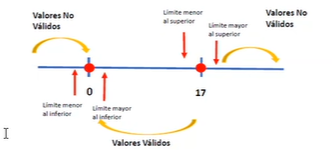 Valores No
Válidos
Límite menor
al superior
Límite mayor
al superior
Valores No
Válidos
0
17
Límite menor
al inferior
Límite mayor
al inferior
Valores Válidos